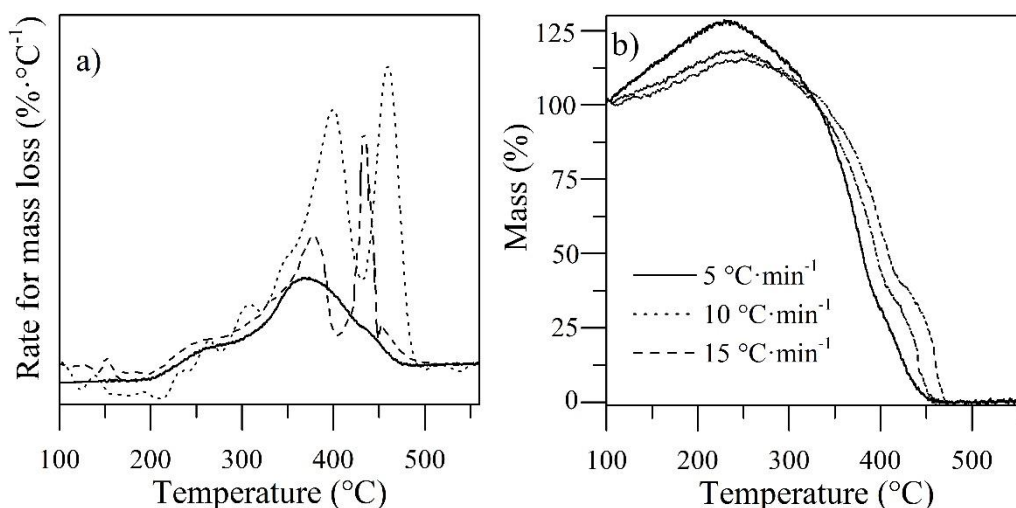 a)
Rate for mass loss (%·°C-1)
100
200
300
400
500
Temperature (°C)
b)
Mass (%)
125
100
75
50
25
0
5 °C·min-1
10 °C·min-1
15 °C·min-1
100
200
300
400
500
Temperature (°C)